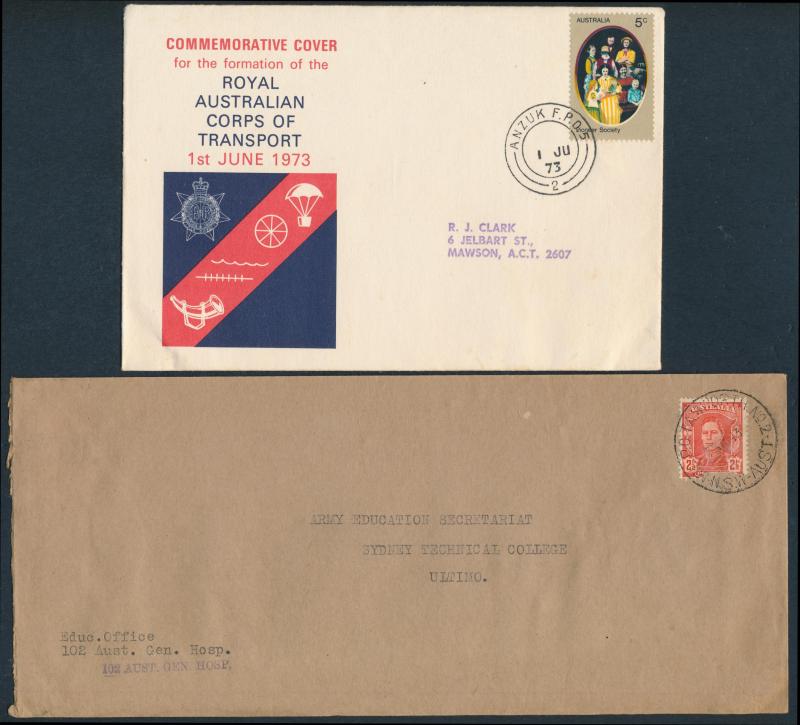 COMMEMORATIVE COVER
for the formation of the
ROYAL
AUSTRALIAN
CORPS OF
TRANSPORT
1st JUNE 1973
AUSTRALIA 5c
Pioneer Society
ANZUK F.P.O. 5
1 JU
73
2
R. J. CLARK
6 JELBART ST.,
MAWSON, A.C.T. 2607
AUSTRALIA
2½
ARMY EDUCATION SECRETARIAT
SYDNEY TECHNICAL COLLEGE
ULTIMO.
Educ.Office
102 Aust. Gen. Hosp.
102 AUST. GEN. HOSP.